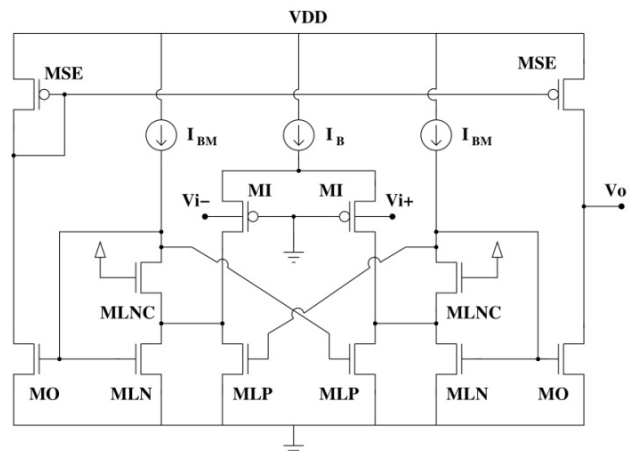 VDD
MSE
MSE
I BM
I B
I BM
MI
MI
Vi−
Vi+
Vo
MLNC
MLNC
MO
MLN
MLP
MLP
MLN
MO